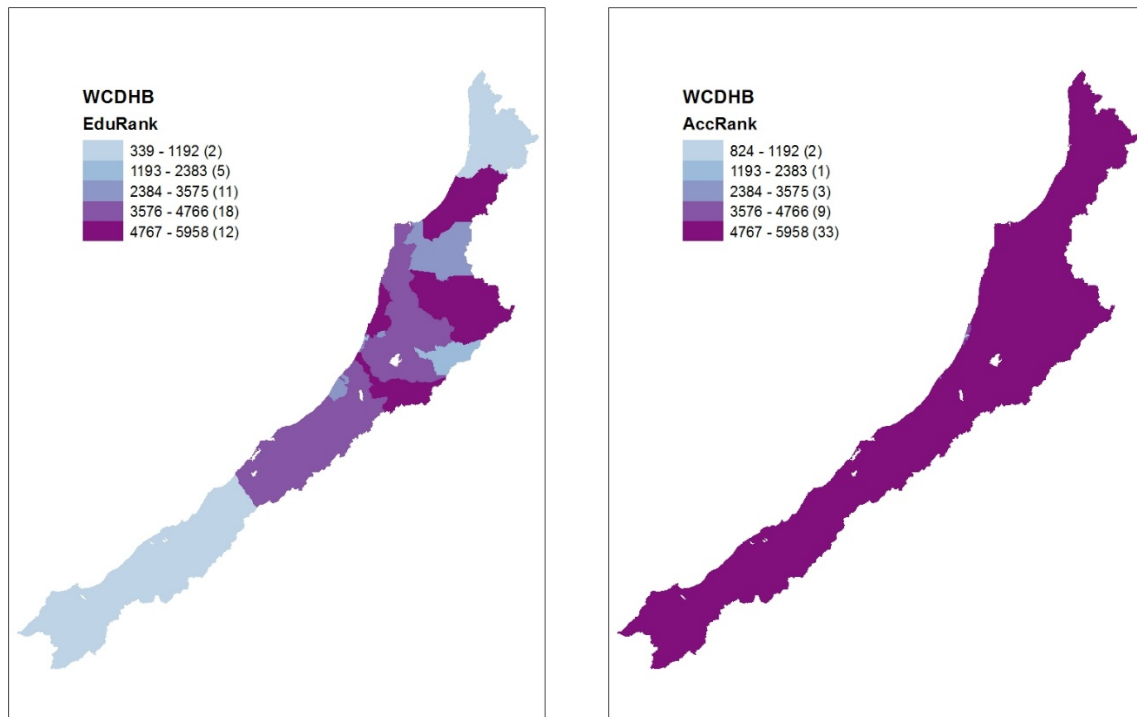 WCDHB
EduRank
339 - 1192 (2)
1193 - 2383 (5)
2384 - 3575 (11)
3576 - 4766 (18)
4767 - 5958 (12)
WCDHB
AccRank
824 - 1192 (2)
1193 - 2383 (1)
2384 - 3575 (3)
3576 - 4766 (9)
4767 - 5958 (33)